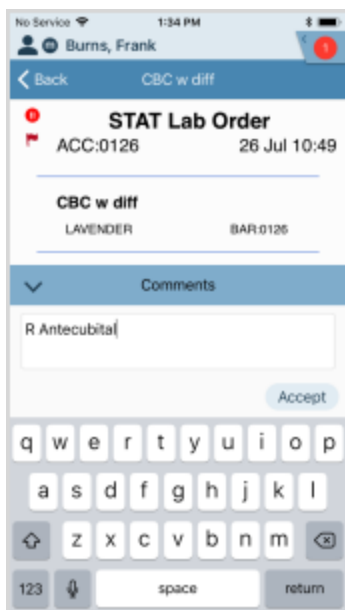 No Service 1:34 PM
Burns, Frank
1
Back CBC w diff
STAT Lab Order
ACC:0126 26 Jul 10:49
CBC w diff
LAVENDER BAR:0126
Comments
R Antecubital
Accept
q w e r t y u i o p
a s d f g h j k l
z x c v b n m
123 space return